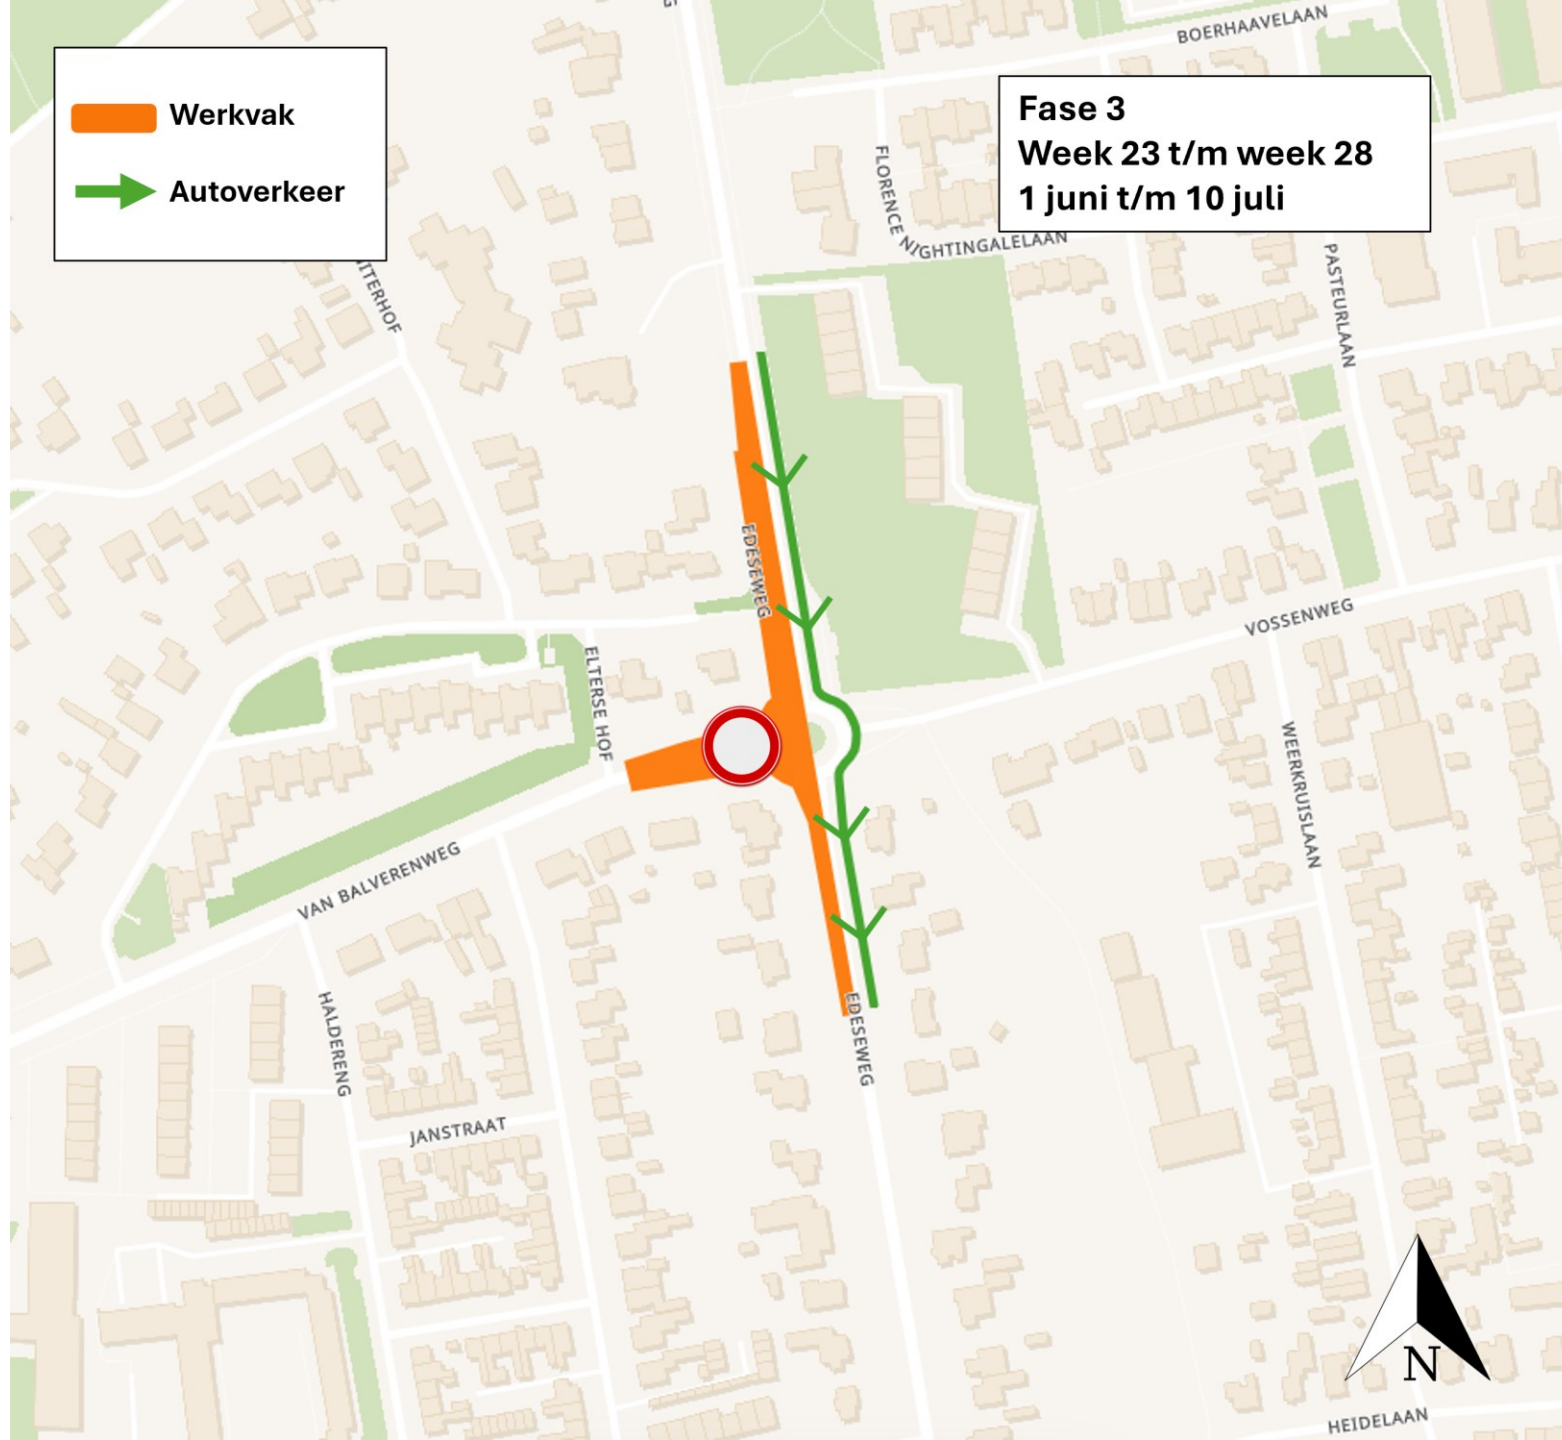 BOERHAAVELAAN
Werkvak
Autoverkeer
Fase 3
Week 23 t/m week 28
1 juni t/m 10 juli
FLORENCE NIGHTINGALELAAN
ITERHOF
PASTEURLAAN
EDESEWEG
VOSSENWEG
ELTERSE HOF
WEERKRUISLAAN
VAN BALVERENWEG
HALDERENG
EDESEWEG
JANSTRAAT
N
HEIDELAAN